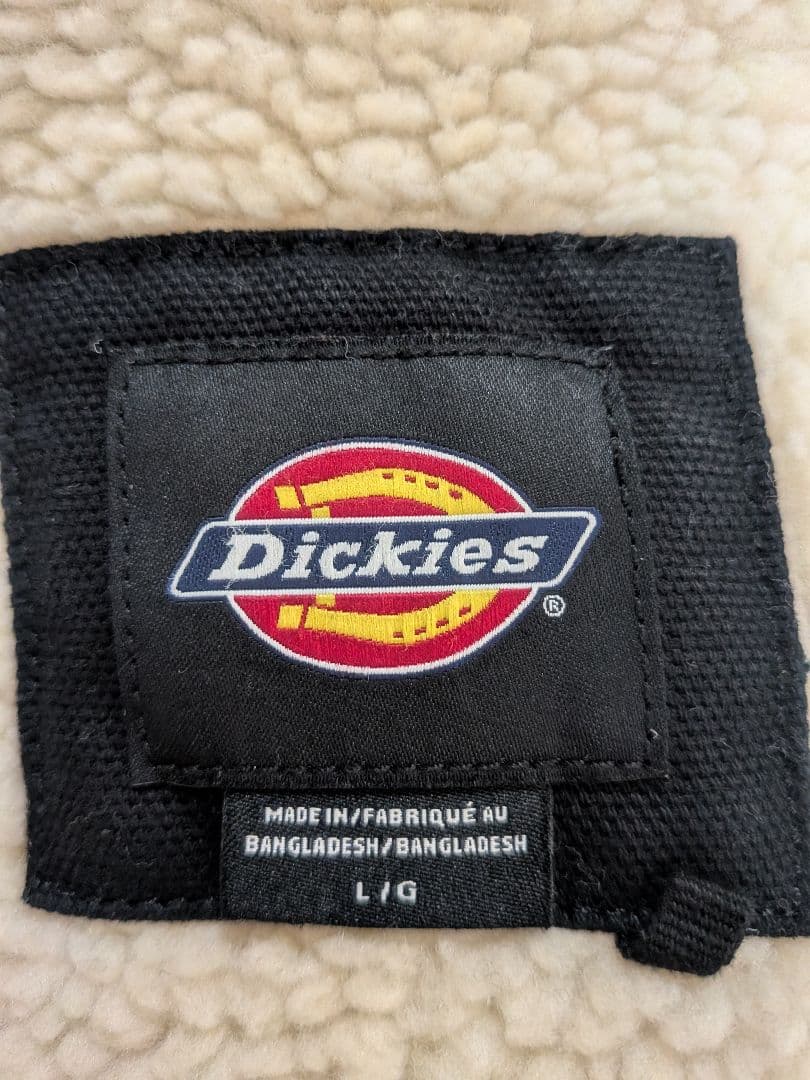 Dickies
®
MADE IN/FABRIQUÉ AU
BANGLADESH/BANGLADESH
L/G